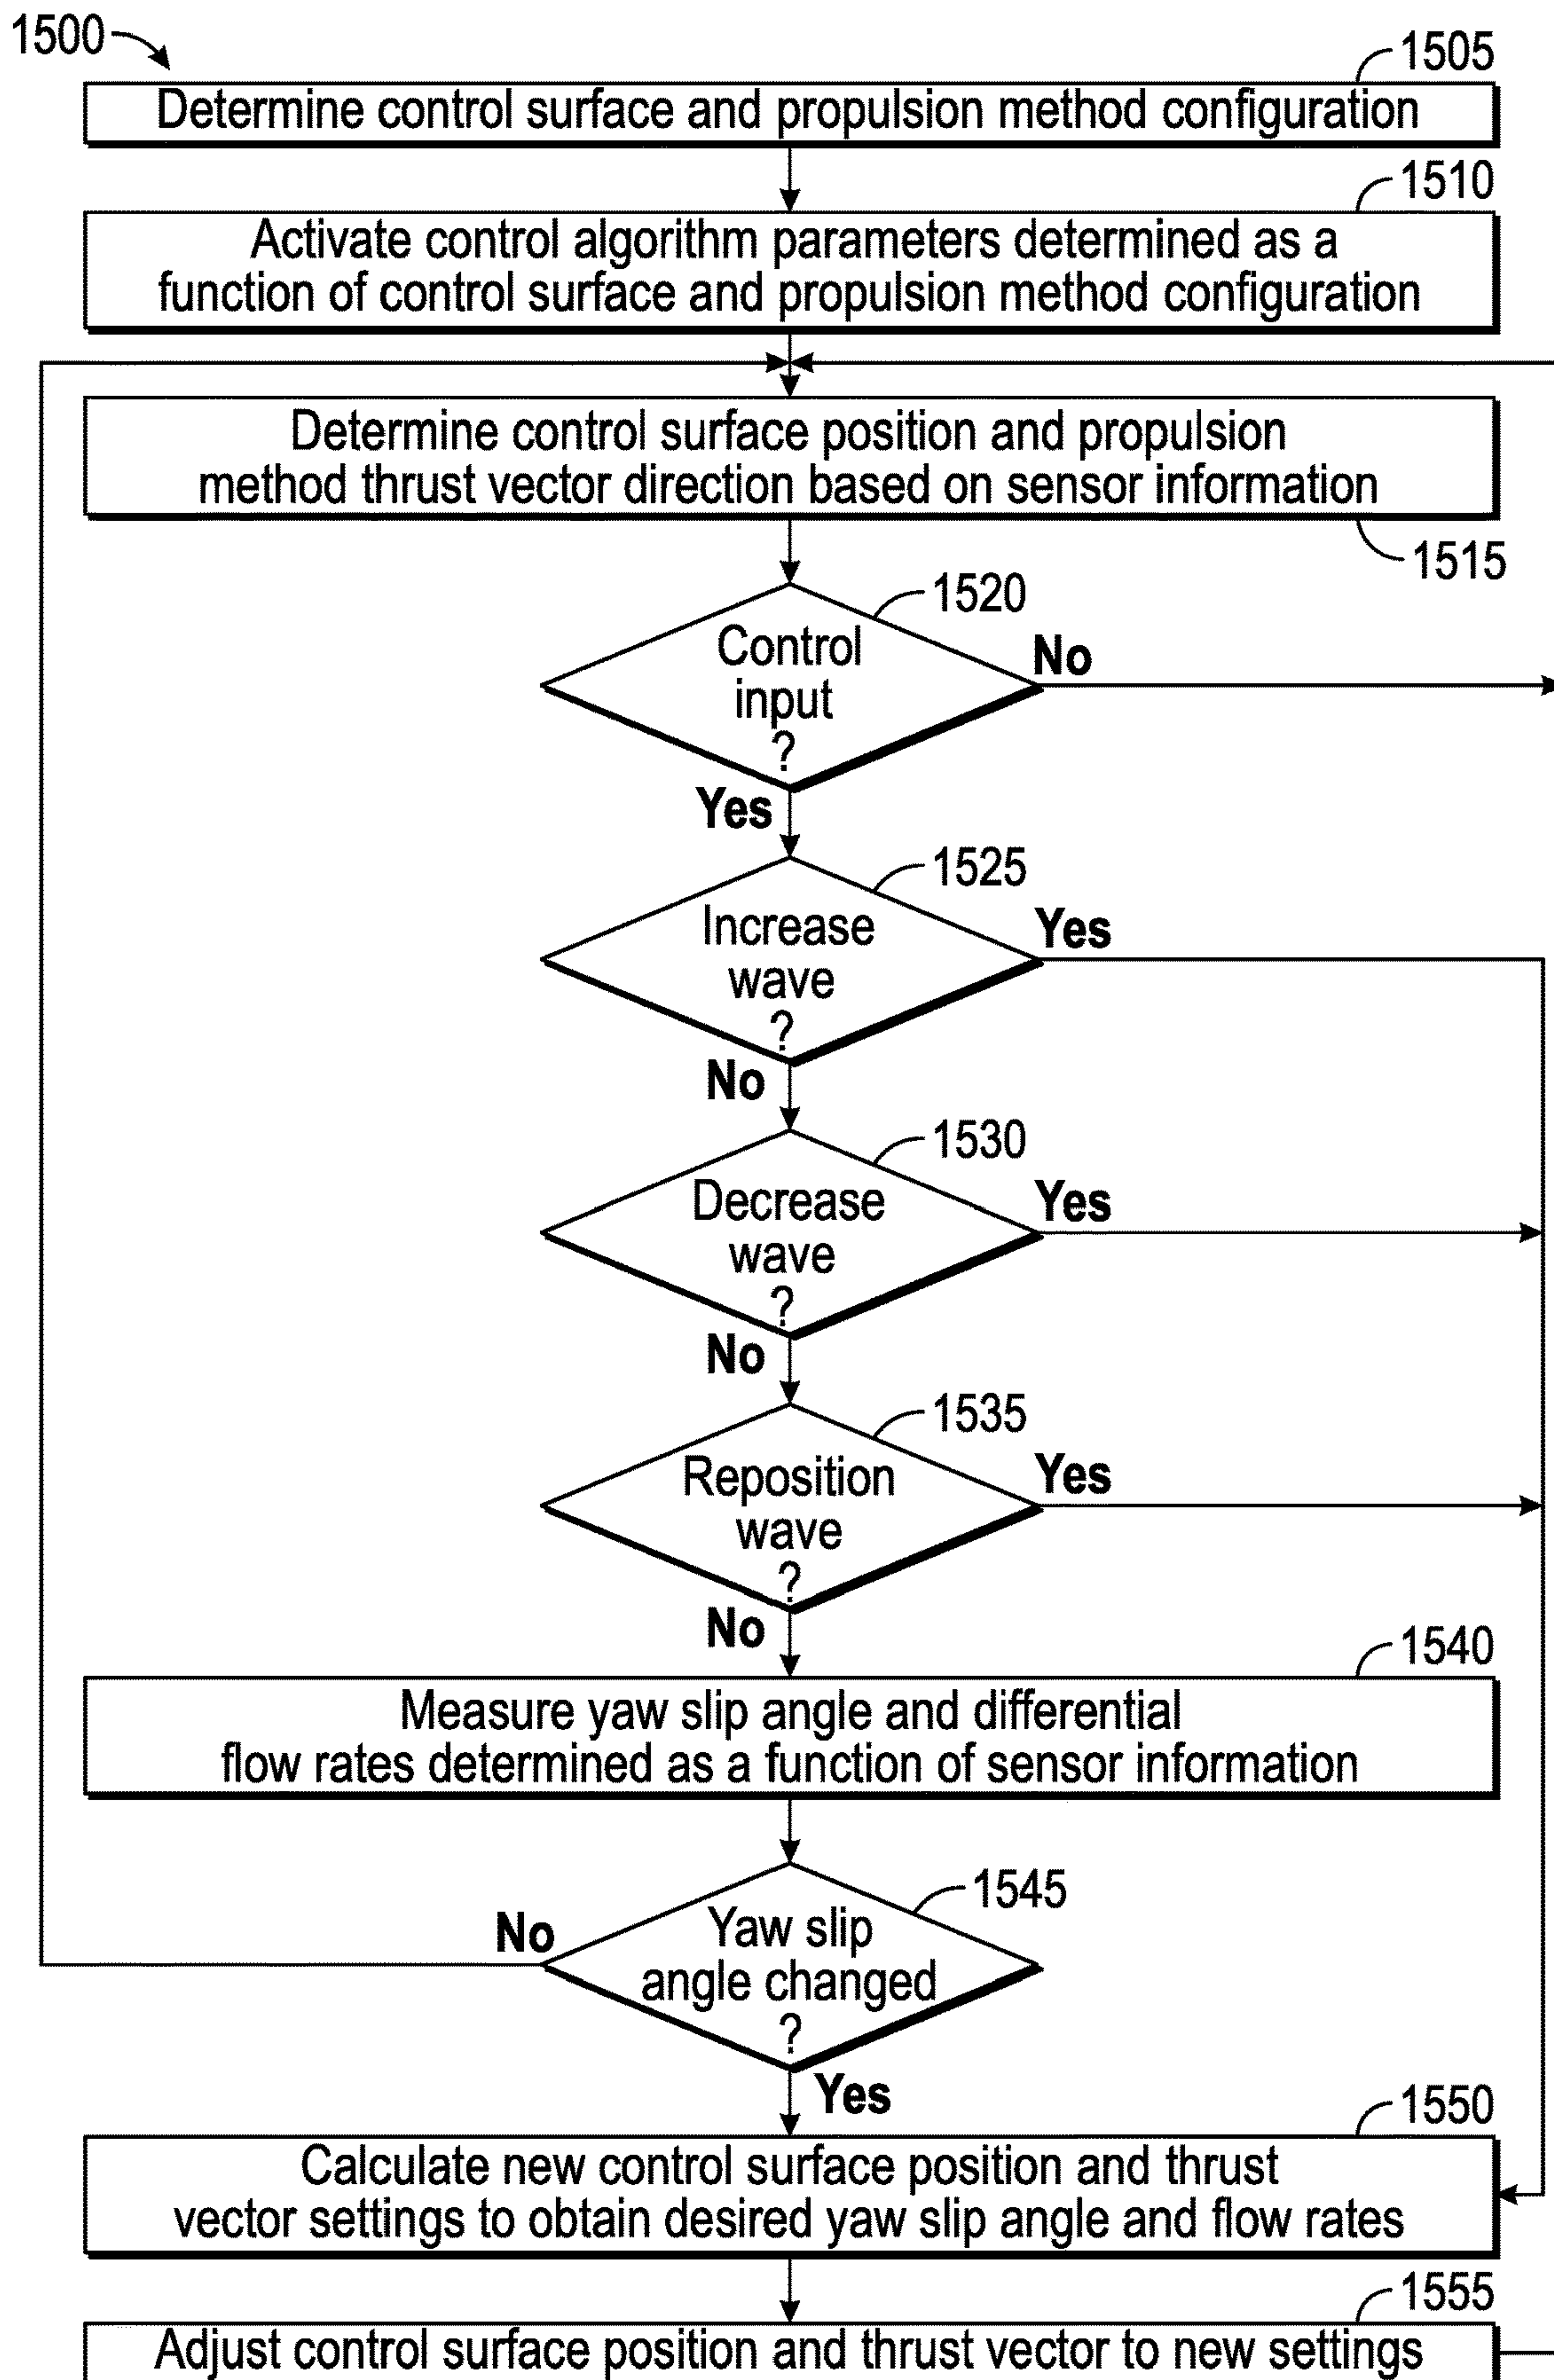 1500
1505
Determine control surface and propulsion method configuration
1510
Activate control algorithm parameters determined as a
function of control surface and propulsion method configuration
Determine control surface position and propulsion
method thrust vector direction based on sensor information
1515
1520
Control
input
?
No
Yes
1525
Increase
wave
?
Yes
No
1530
Decrease
wave
?
Yes
No
1535
Reposition
wave
?
Yes
No
1540
Measure yaw slip angle and differential
flow rates determined as a function of sensor information
1545
Yaw slip
angle changed
?
No
Yes
1550
Calculate new control surface position and thrust
vector settings to obtain desired yaw slip angle and flow rates
1555
Adjust control surface position and thrust vector to new settings